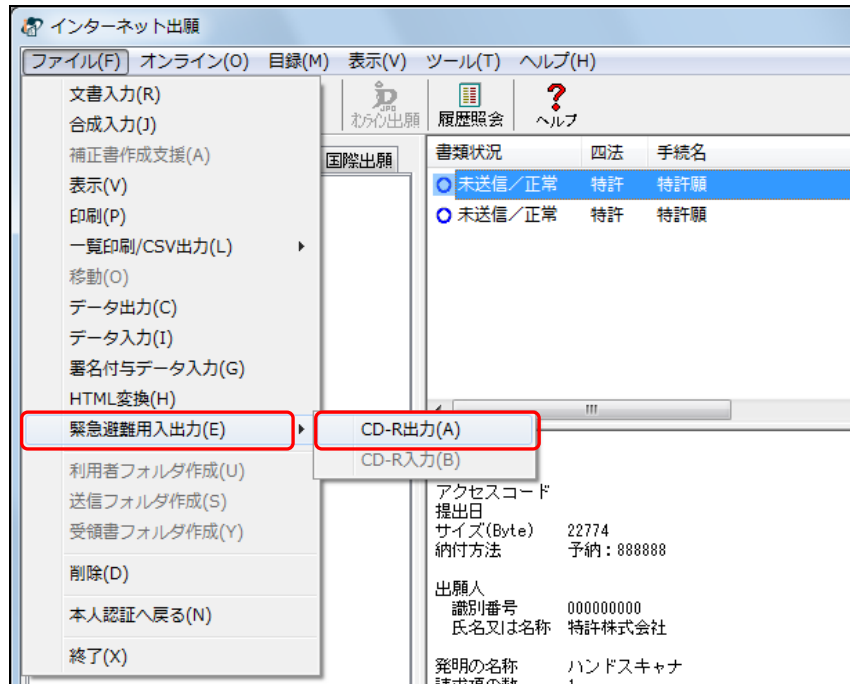 インターネット出願
ファイル(F) オンライン(O) 目録(M) 表示(V) ツール(T) ヘルプ(H)
文書入力(R)
合成入力(J)
補正書作成支援(A)
表示(V)
印刷(P)
一覧印刷/CSV出力(L)
移動(O)
データ出力(C)
データ入力(I)
署名付与データ入力(G)
HTML変換(H)
緊急避難用入出力(E)
利用者フォルダ作成(U)
送信フォルダ作成(S)
受領書フォルダ作成(Y)
削除(D)
本人認証へ戻る(N)
終了(X)
CD-R出力(A)
CD-R入力(B)
JPO
オンライン出願 履歴照会 ヘルプ
国際出願
書類状況 四法 手続名
未送信/正常 特許 特許願
未送信/正常 特許 特許願
アクセスコード
提出日
サイズ(Byte) 22774
納付方法 予納:888888
出願人
識別番号 000000000
氏名又は名称 特許株式会社
発明の名称 ハンドスキャナ